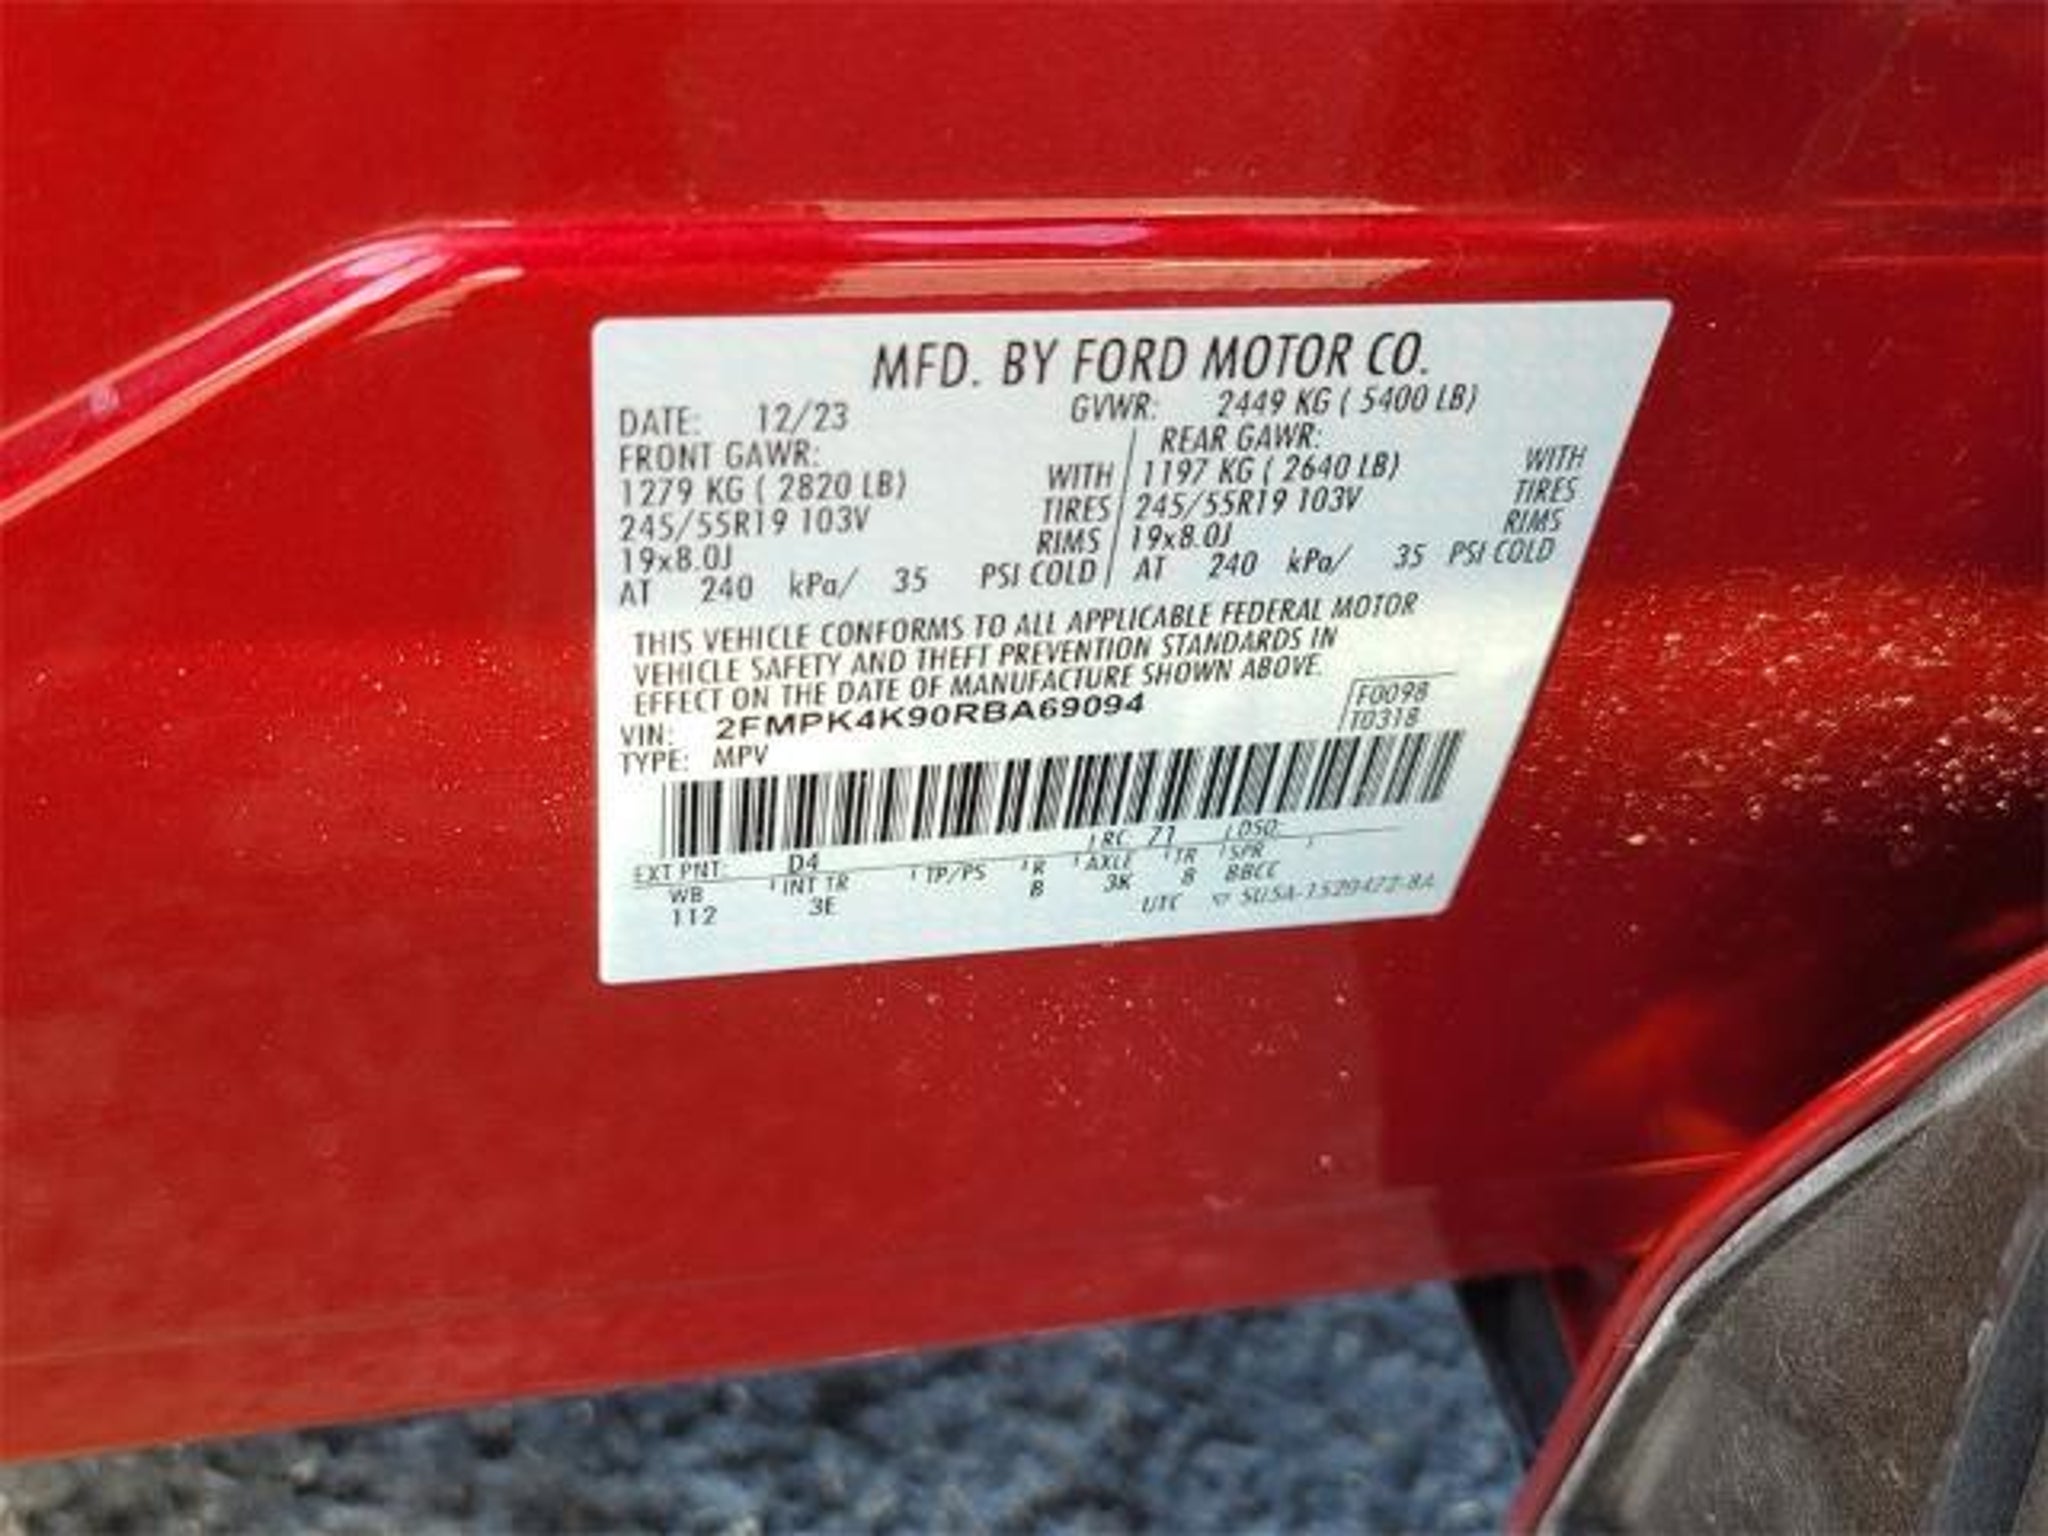 MFD. BY FORD MOTOR CO.
DATE: 12/23 GVWR: 2449 KG ( 5400 LB)
FRONT GAWR: REAR GAWR:
1279 KG ( 2820 LB) WITH 1197 KG ( 2640 LB) WITH
245/55R19 103V TIRES 245/55R19 103V TIRES
19x8.0J RIMS 19x8.0J RIMS
AT 240 kPa/ 35 PSI COLD AT 240 kPa/ 35 PSI COLD
THIS VEHICLE CONFORMS TO ALL APPLICABLE FEDERAL MOTOR
VEHICLE SAFETY AND THEFT PREVENTION STANDARDS IN
EFFECT ON THE DATE OF MANUFACTURE SHOWN ABOVE.
VIN: 2FMPK4K90RBA69094 F0098
TYPE: MPV T0318
EXT PNT: D4 RC 71 DSO
WB INT TR TP/PS R AXLE TR SPR
112 3E B 3K 8 BBCC
UTC